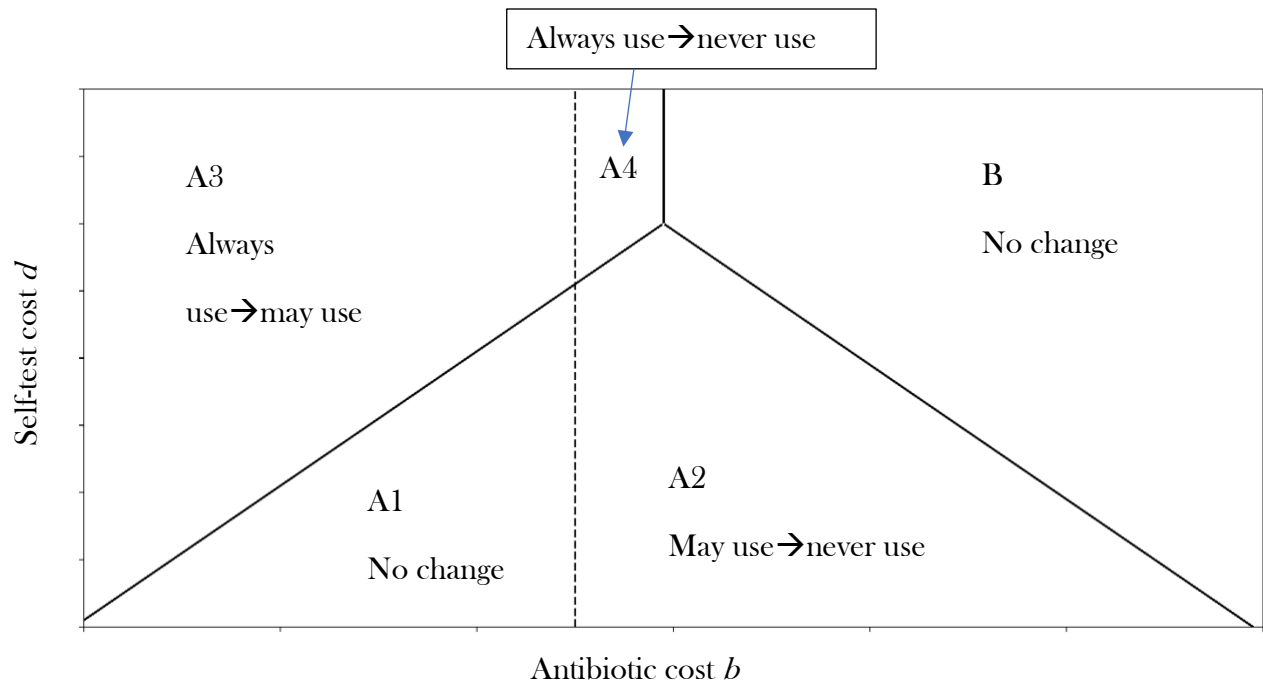 Always use→never use
A4
A3
Always
use→may use
B
No change
Self-test cost d
A1
No change
A2
May use→never use
Antibiotic cost b